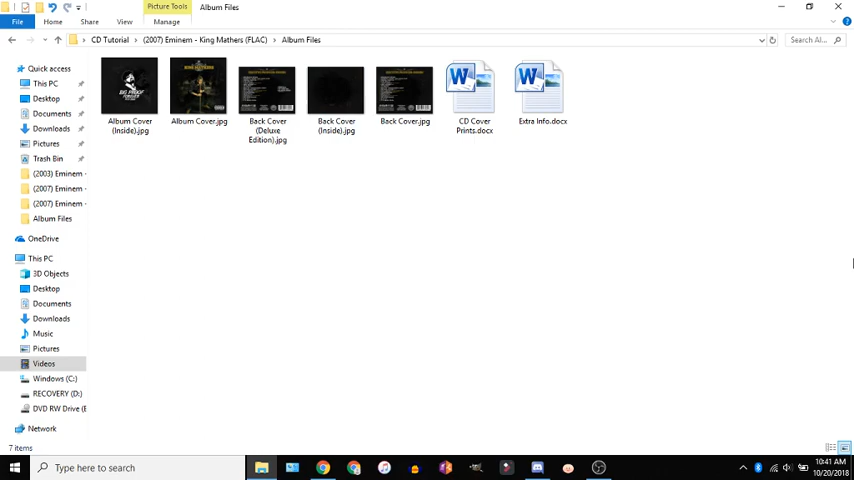 Picture Tools
Album Files
File
Home
Share
View
Manage
CD Tutorial
(2007) Eminem - King Mathers (FLAC)
Album Files
Search Al...
Quick access
This PC
Desktop
Documents
Downloads
Pictures
Trash Bin
(2003) Eminem -
(2007) Eminem -
(2007) Eminem -
Album Files
OneDrive
This PC
3D Objects
Desktop
Documents
Downloads
Music
Pictures
Videos
Windows (C:)
RECOVERY (D:)
DVD RW Drive (E
Network
BIG PROOF
FOREVER
Album Cover
(Inside).jpg
Album Cover.jpg
Back Cover
(Deluxe
Edition).jpg
Back Cover
(Inside).jpg
Back Cover.jpg
CD Cover
Prints.docx
Extra Info.docx
7 items
Type here to search
10:41 AM
10/20/2018